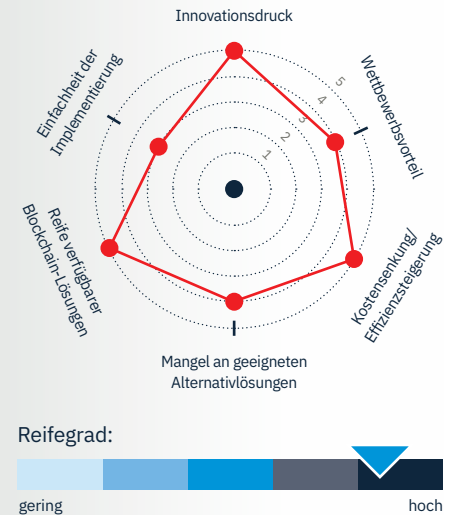 Innovationsdruck
Einfachheit der
Implementierung
Wettbewerbsvorteil
5
4
3
2
1
Reife verfügbarer
Blockchain-Lösungen
Kostensenkung/
Effizienzsteigerung
Mangel an geeigneten
Alternativlösungen
Reifegrad:
gering
hoch